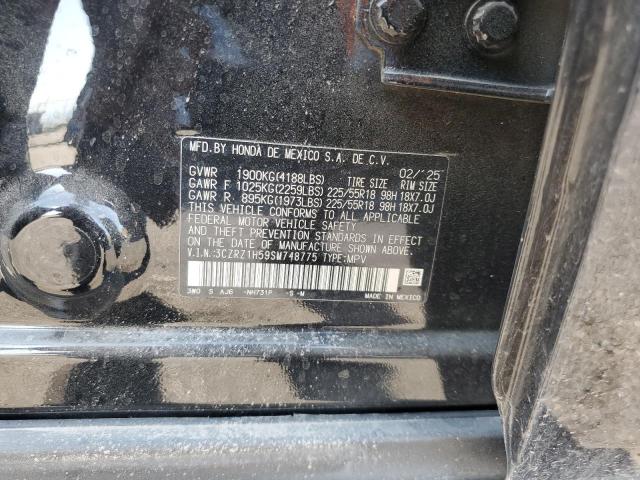 MFD.BY HONDA DE MEXICO S.A. DE C.V.
02/'25
GVWR 1900KG(4188LBS) TIRE SIZE RIM SIZE
GAWR F 1025KG(2259LBS) 225/55R18 98H 18X7.0J
GAWR R 895KG(1973LBS) 225/55R18 98H 18X7.0J
THIS VEHICLE CONFORMS TO ALL APPLICABLE
FEDERAL MOTOR VEHICLE SAFETY
AND THEFT PREVENTION STANDARDS IN EFFECT
ON THE DATE OF MANUFACTURE SHOWN ABOVE.
V.I.N.:3CZRZ1H59SM748775 TYPE:MPV
3W0 S AJ6 -NH731P -S -M
MADE IN MEXICO